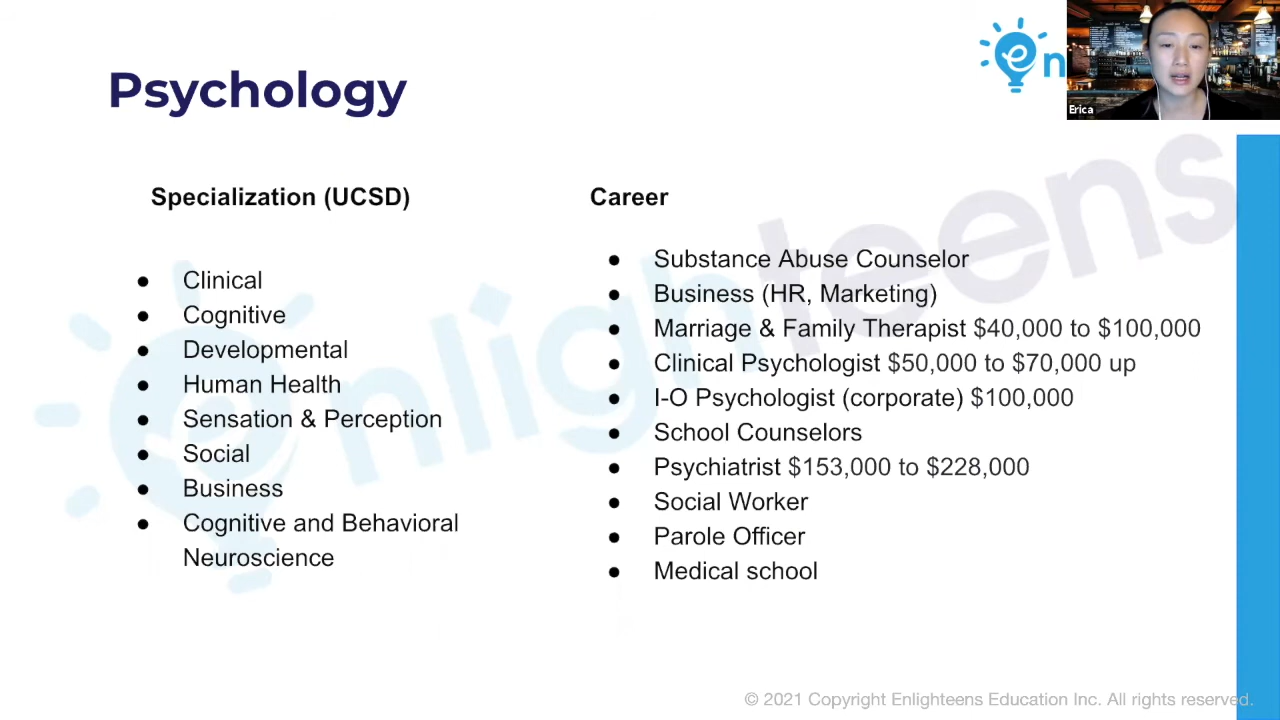 Psychology
en
Erica
Specialization (UCSD)
Clinical
Cognitive
Developmental
Human Health
Sensation & Perception
Social
Business
Cognitive and Behavioral
Neuroscience
Career
Substance Abuse Counselor
Business (HR, Marketing)
Marriage & Family Therapist $40,000 to $100,000
Clinical Psychologist $50,000 to $70,000 up
I-O Psychologist (corporate) $100,000
School Counselors
Psychiatrist $153,000 to $228,000
Social Worker
Parole Officer
Medical school
enlighteens
© 2021 Copyright Enlighteens Education Inc. All rights reserved.